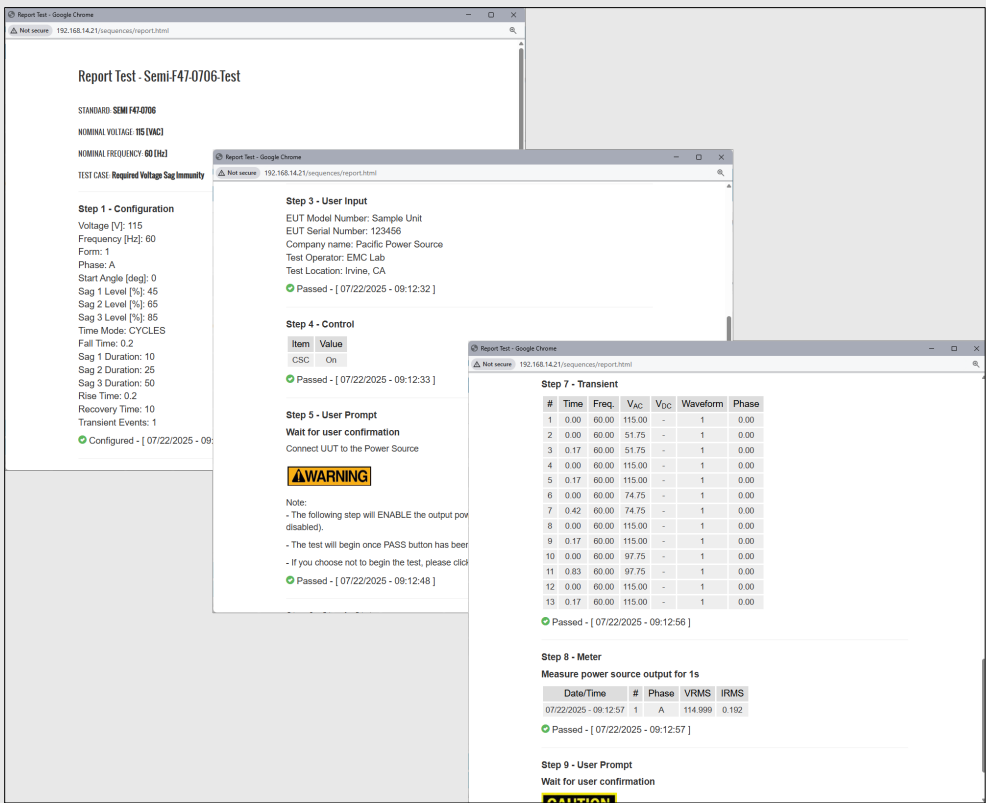 Report Test - Google Chrome
Not secure 192.168.14.21/sequences/report.html
Report Test - Semi-F47-0706-Test
STANDARD: SEMI F47-0706
NOMINAL VOLTAGE: 115 [VAC]
NOMINAL FREQUENCY: 60 [Hz]
TEST CASE: Required Voltage Sag Immunity
Step 1 - Configuration
Voltage [V]: 115
Frequency [Hz]: 60
Form: 1
Phase: A
Start Angle [deg]: 0
Sag 1 Level [%]: 45
Sag 2 Level [%]: 65
Sag 3 Level [%]: 85
Time Mode: CYCLES
Fall Time: 0.2
Sag 1 Duration: 10
Sag 2 Duration: 25
Sag 3 Duration: 50
Rise Time: 0.2
Recovery Time: 10
Transient Events: 1
Configured - [ 07/22/2025 - 09:
Report Test - Google Chrome
Not secure 192.168.14.21/sequences/report.html
Step 3 - User Input
EUT Model Number: Sample Unit
EUT Serial Number: 123456
Company name: Pacific Power Source
Test Operator: EMC Lab
Test Location: Irvine, CA
Passed - [ 07/22/2025 - 09:12:32 ]
Step 4 - Control
Item Value
CSC On
Passed - [ 07/22/2025 - 09:12:33 ]
Step 5 - User Prompt
Wait for user confirmation
Connect UUT to the Power Source
WARNING
Note:
- The following step will ENABLE the output pow
disabled).
- The test will begin once PASS button has beer
- If you choose not to begin the test, please click
Passed - [ 07/22/2025 - 09:12:48 ]
Report Test - Google Chrome
Not secure 192.168.14.21/sequences/report.html
Step 7 - Transient
# Time Freq. VAC VDC Waveform Phase
1 0.00 60.00 115.00 - 1 0.00
2 0.00 60.00 51.75 - 1 0.00
3 0.17 60.00 51.75 - 1 0.00
4 0.00 60.00 115.00 - 1 0.00
5 0.17 60.00 115.00 - 1 0.00
6 0.00 60.00 74.75 - 1 0.00
7 0.42 60.00 74.75 - 1 0.00
8 0.00 60.00 115.00 - 1 0.00
9 0.17 60.00 115.00 - 1 0.00
10 0.00 60.00 97.75 - 1 0.00
11 0.83 60.00 97.75 - 1 0.00
12 0.00 60.00 115.00 - 1 0.00
13 0.17 60.00 115.00 - 1 0.00
Passed - [ 07/22/2025 - 09:12:56 ]
Step 8 - Meter
Measure power source output for 1s
Date/Time # Phase VRMS IRMS
07/22/2025 - 09:12:57 1 A 114.999 0.192
Passed - [ 07/22/2025 - 09:12:57 ]
Step 9 - User Prompt
Wait for user confirmation
CAUTION